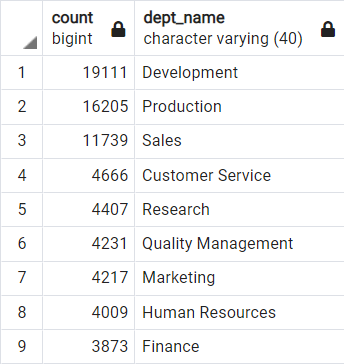 count dept_name
bigint character varying (40)
1 19111 Development
2 16205 Production
3 11739 Sales
4 4666 Customer Service
5 4407 Research
6 4231 Quality Management
7 4217 Marketing
8 4009 Human Resources
9 3873 Finance